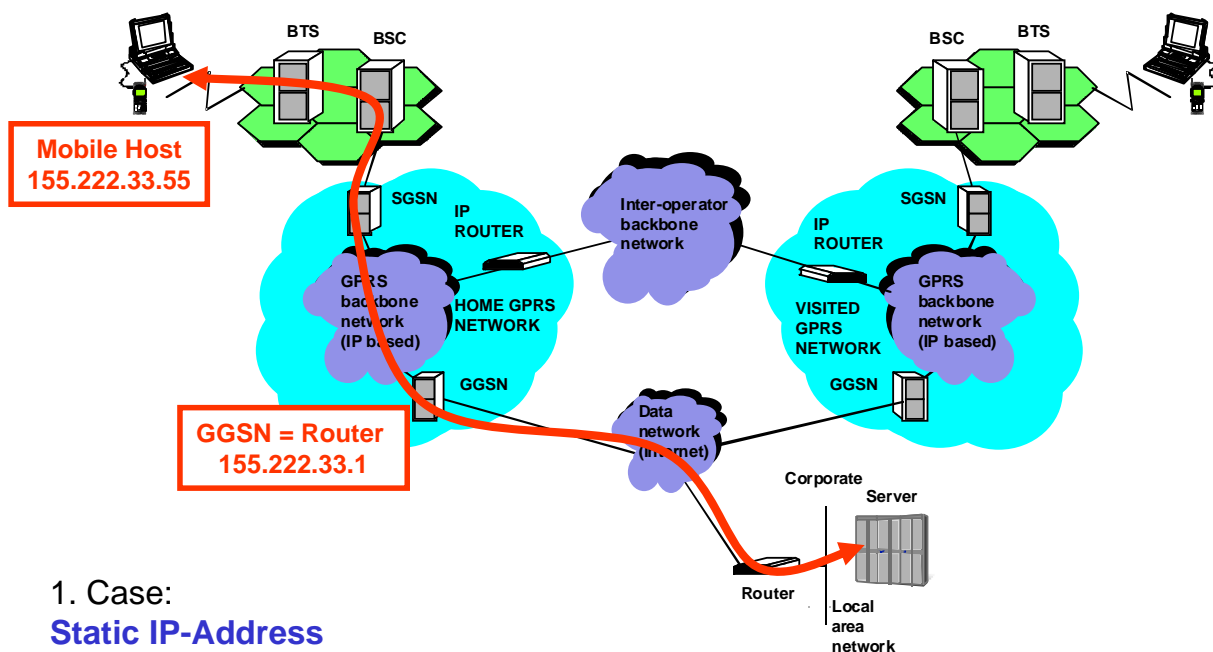 BTS
BSC
BSC
BTS
Mobile Host
155.222.33.55
SGSN
IP
ROUTER
Inter-operator
backbone
network
IP
ROUTER
SGSN
GPRS
backbone
network
(IP based)
HOME GPRS
NETWORK
VISITED
GPRS
NETWORK
GPRS
backbone
network
(IP based)
GGSN
GGSN
GGSN = Router
155.222.33.1
Data
network
(Internet)
Corporate
Server
Router
Local
area
network
1. Case:
Static IP-Address